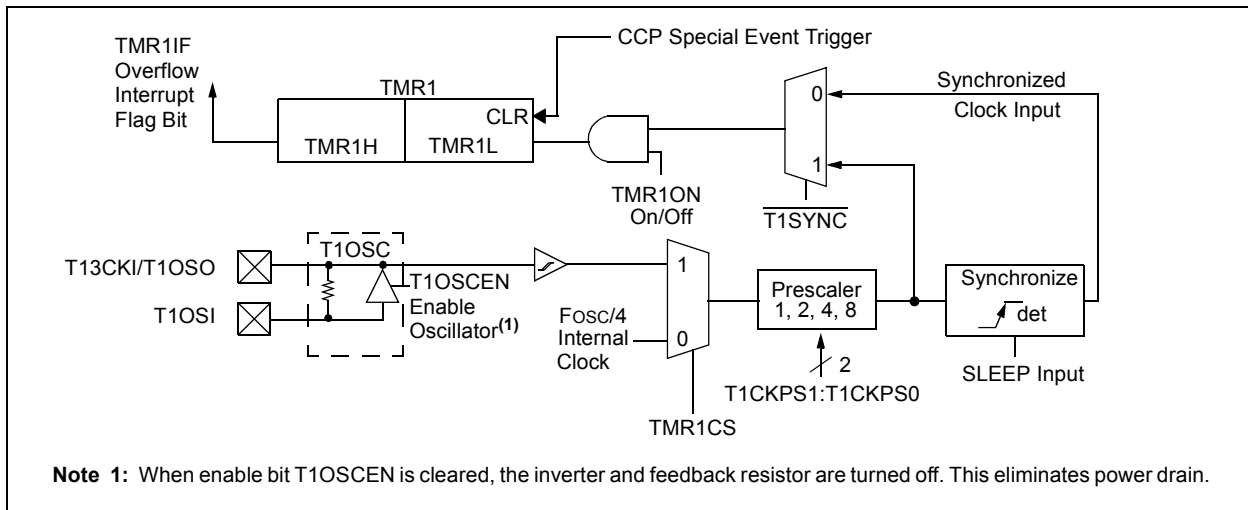 TMR1IF
Overflow
Interrupt
Flag Bit
TMR1
TMR1H
TMR1L
CLR
CCP Special Event Trigger
TMR1ON
On/Off
0
1
T1SYNC
Synchronized
Clock Input
T13CKI/T1OSO
T1OSI
T1OSC
T1OSCEN
Enable
Oscillator(1)
FOSC/4
Internal
Clock
1
0
TMR1CS
Prescaler
1, 2, 4, 8
2
T1CKPS1:T1CKPS0
Synchronize
det
SLEEP Input
Note 1: When enable bit T1OSCEN is cleared, the inverter and feedback resistor are turned off. This eliminates power drain.